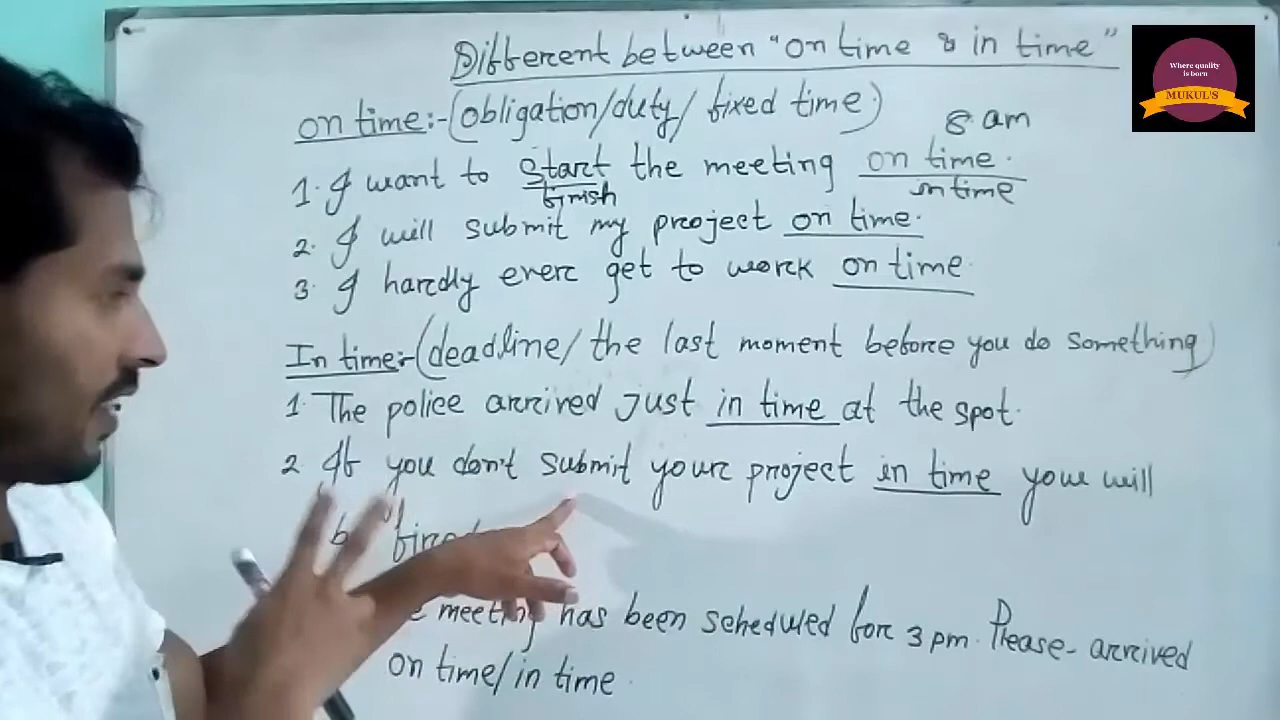 Different between "on time & in time"
Where quality
is born
MUKUL'S
on time:-(obligation/duty/ fixed time)
8 am
1. I want to start the meeting on time.
finish
in time
2. I will submit my project on time.
3. I hardly ever get to work on time.
In time:-(deadline/ the last moment before you do something)
1. The police arrived just in time at the spot.
2 If you don't submit your project in time you will
be fired
meeting has been scheduled for 3 pm. Please arrived
on time/in time.